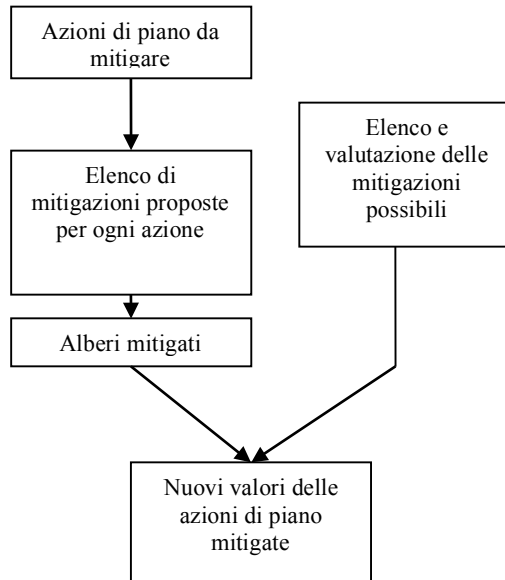 Azioni di piano da
mitigare
Elenco di
mitigazioni proposte
per ogni azione
Elenco e
valutazione delle
mitigazioni
possibili
Alberi mitigati
Nuovi valori delle
azioni di piano
mitigate